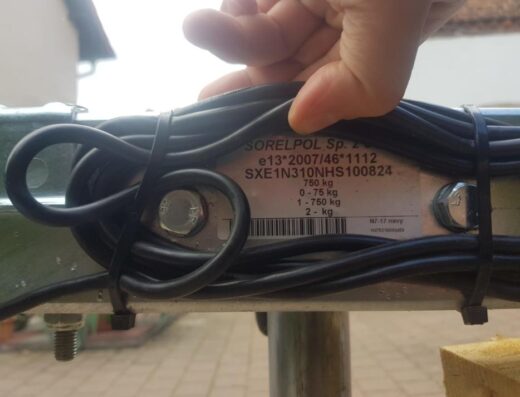 SORELPOL Sp. z
e13*2007/46*1112
SXE1N310NHS100824
750 kg
0 - 75 kg
1 - 750 kg
2 - kg